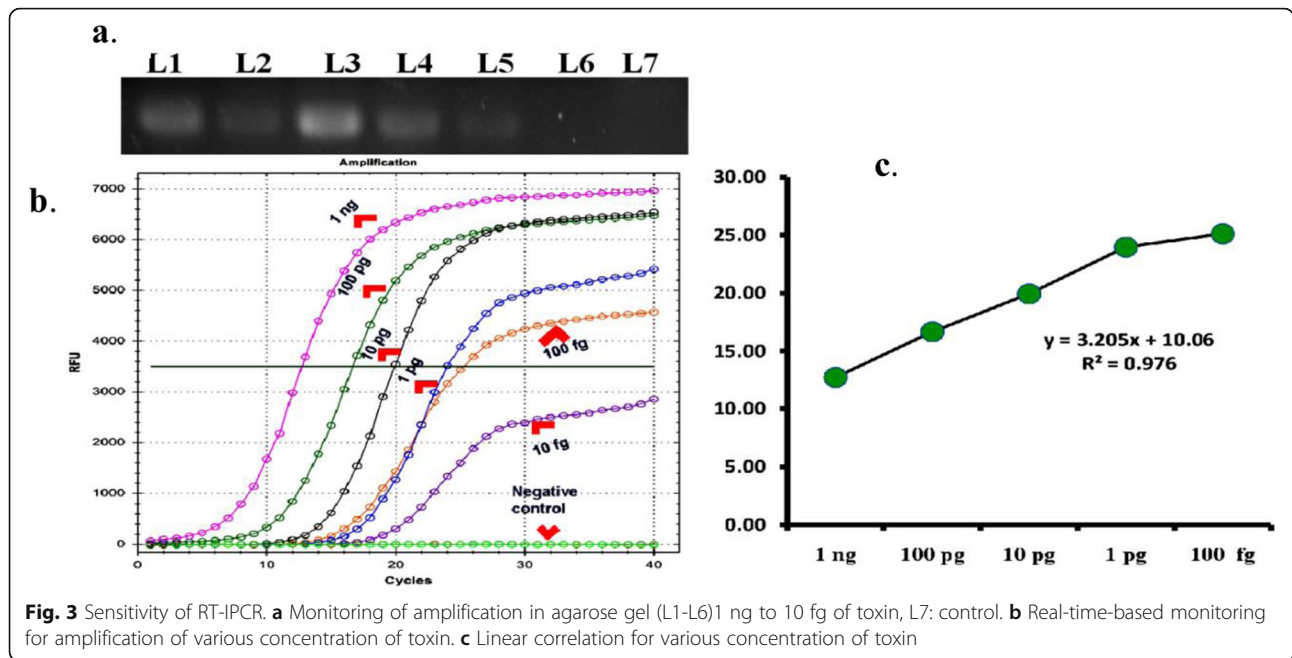 a.
L1 L2 L3 L4 L5 L6 L7
Amplification
b.
7000
6000
5000
4000
3000
2000
1000
0
RFU
1 ng
100 pg
10 pg
1 pg
100 fg
10 fg
Negative
control
0 10 20 30 40
Cycles
c.
30.00
25.00
20.00
15.00
10.00
5.00
0.00
y = 3.205x + 10.06
R² = 0.976
1 ng 100 pg 10 pg 1 pg 100 fg
Fig. 3 Sensitivity of RT-IPCR. a Monitoring of amplification in agarose gel (L1-L6)1 ng to 10 fg of toxin, L7: control. b Real-time-based monitoring
for amplification of various concentration of toxin. c Linear correlation for various concentration of toxin